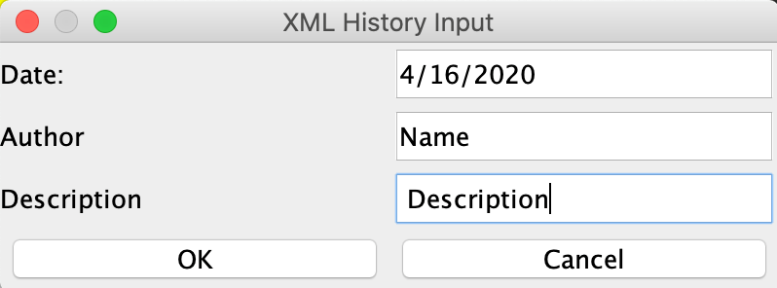 XML History Input
Date: 4/16/2020
Author Name
Description Description
OK Cancel